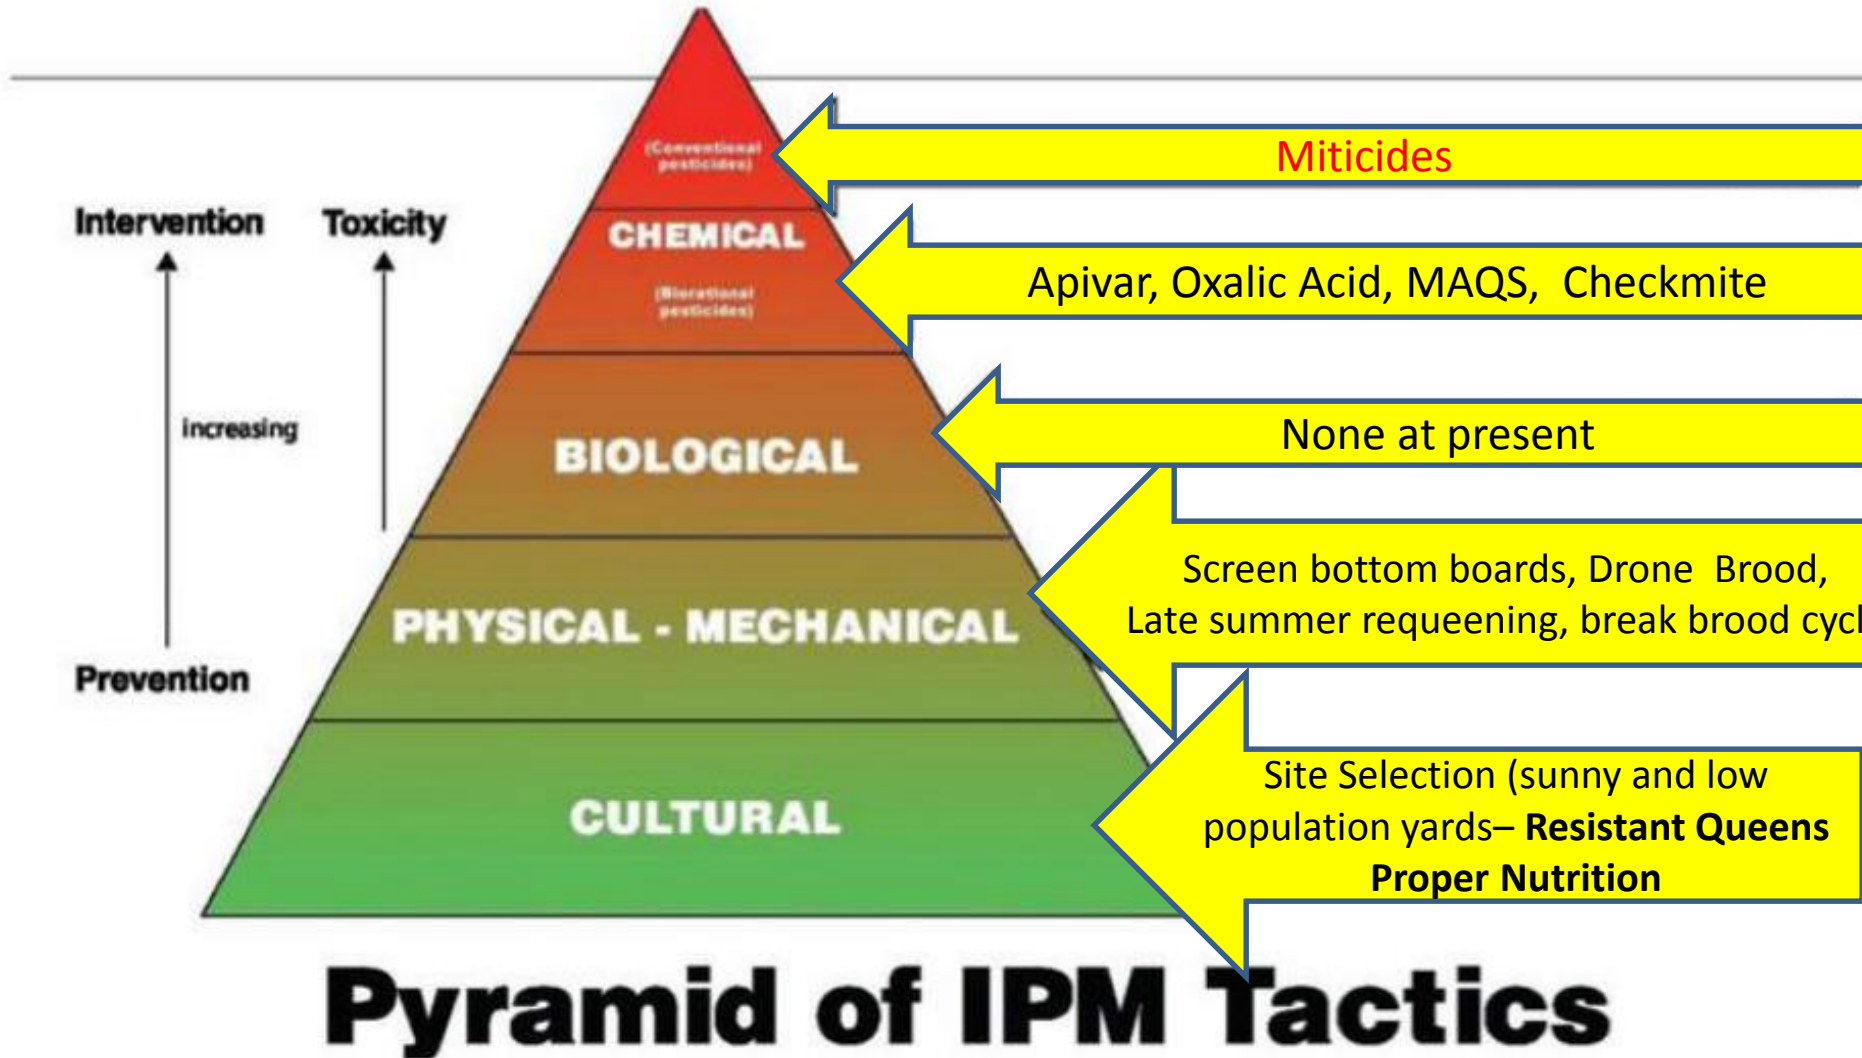 (Conventional
pesticides)
Miticides
Intervention
Toxicity
CHEMICAL
Apivar, Oxalic Acid, MAQS, Checkmite
(Biorational
pesticides)
increasing
None at present
BIOLOGICAL
Screen bottom boards, Drone Brood,
Late summer requeening, break brood cycl
PHYSICAL - MECHANICAL
Prevention
Site Selection (sunny and low
population yards– Resistant Queens
Proper Nutrition
CULTURAL
Pyramid of IPM Tactics